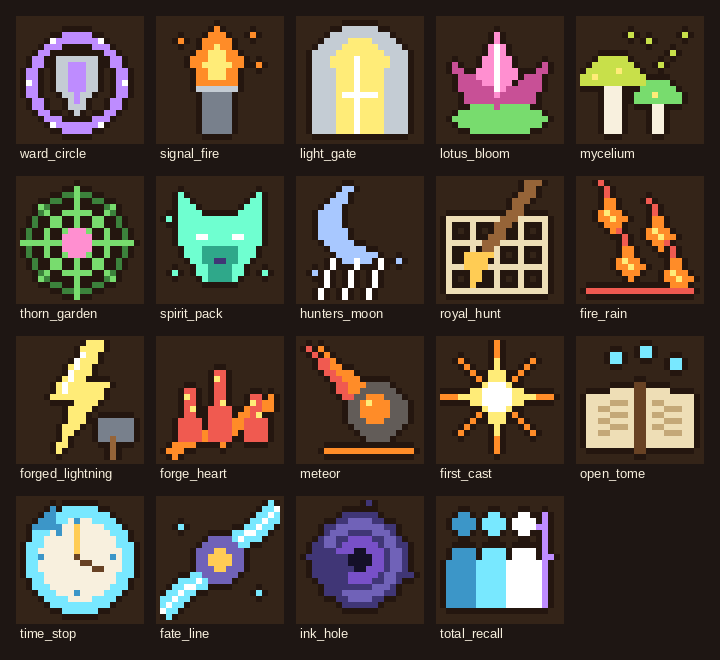 ward_circle
signal_fire
light_gate
lotus_bloom
mycelium
thorn_garden
spirit_pack
hunters_moon
royal_hunt
fire_rain
forged_lightning
forge_heart
meteor
first_cast
open_tome
time_stop
fate_line
ink_hole
total_recall